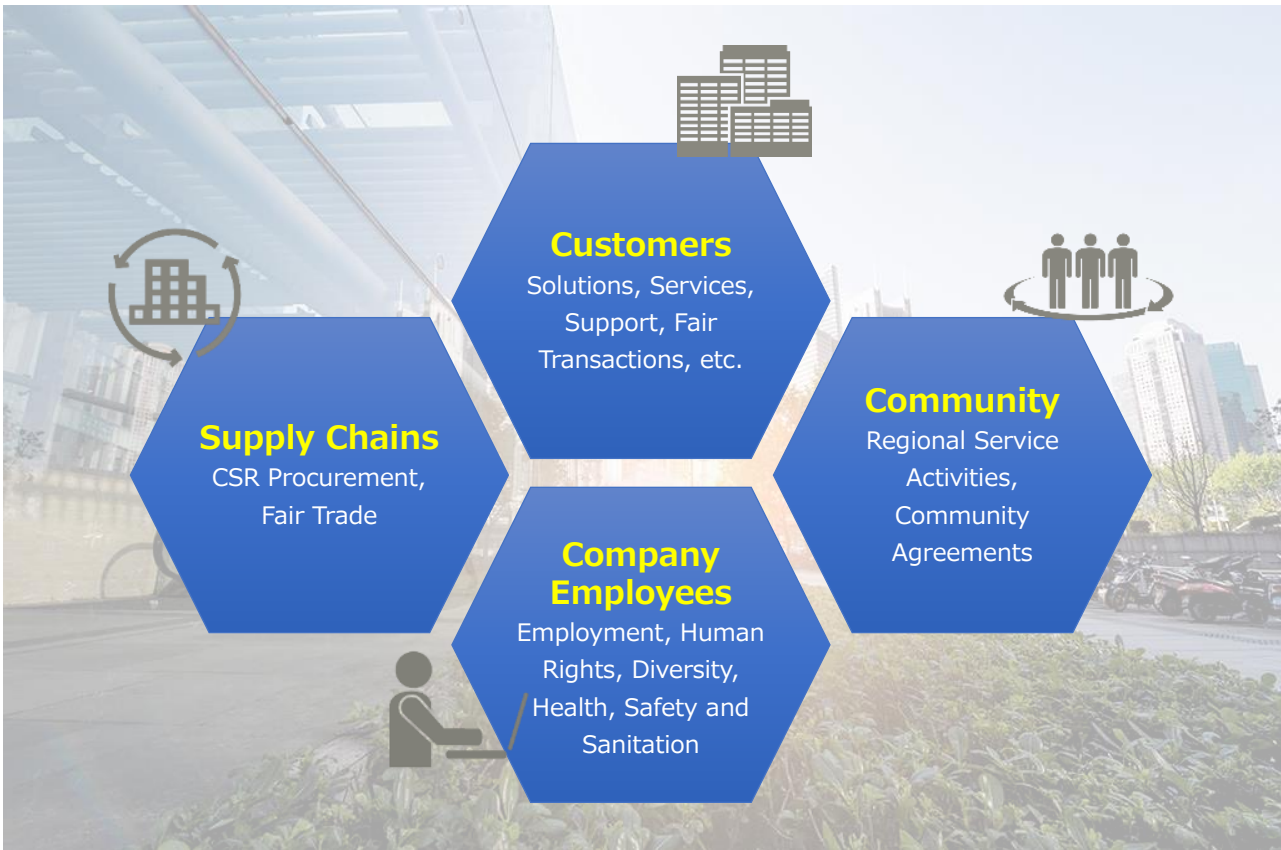 Customers
Solutions, Services,
Support, Fair
Transactions, etc.
Supply Chains
CSR Procurement,
Fair Trade
Community
Regional Service
Activities,
Community
Agreements
Company
Employees
Employment, Human
Rights, Diversity,
Health, Safety and
Sanitation